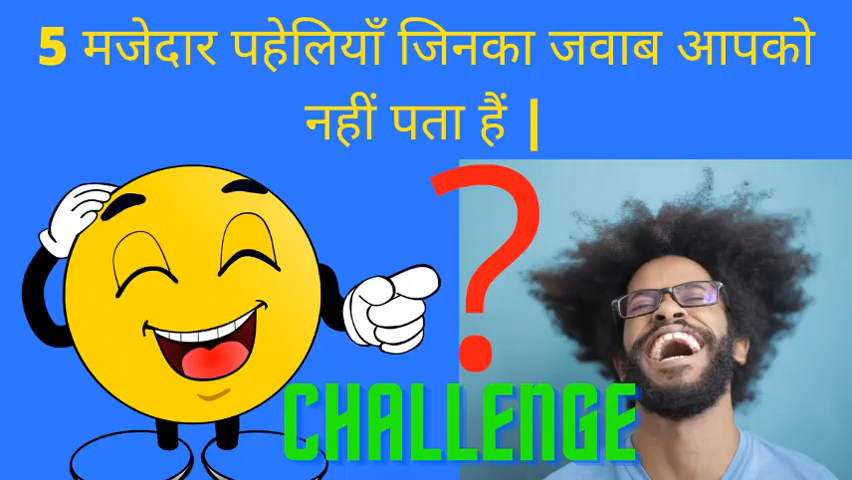 5 मजेदार पहेलियाँ जिनका जवाब आपको
नहीं पता हैं |
?
CHALLENGE